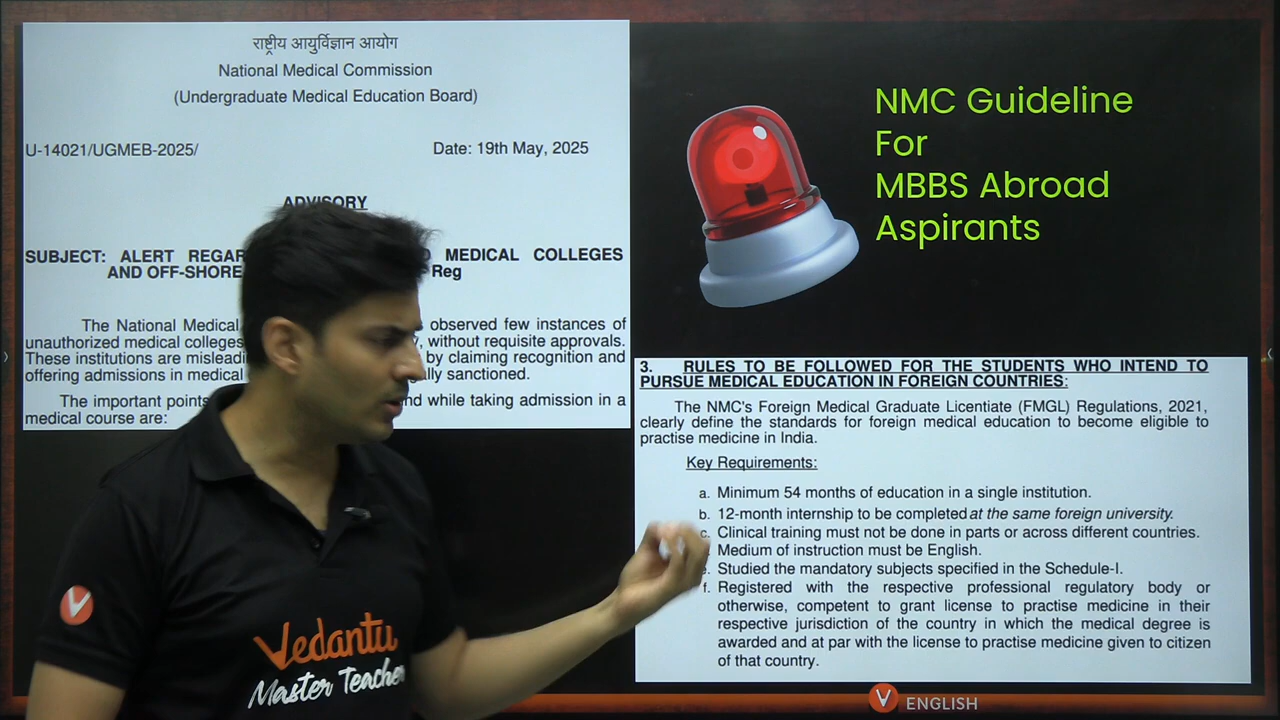 राष्ट्रीय आयुर्विज्ञान आयोग
National Medical Commission
(Undergraduate Medical Education Board)
U-14021/UGMEB-2025/ Date: 19th May, 2025
ADVISORY
SUBJECT: ALERT MEDICAL COLLEGES
AND OFF-SHORE Reg
The National Medical observed few instances of
unauthorized medical colleges without requisite approvals.
These institutions are by claiming recognition and
offering admissions in medical sanctioned.
The important points while taking admission in a
medical course are:
NMC Guideline
For
MBBS Abroad
Aspirants
3. RULES TO BE FOLLOWED FOR THE STUDENTS WHO INTEND TO
PURSUE MEDICAL EDUCATION IN FOREIGN COUNTRIES:
The NMC's Foreign Medical Graduate Licentiate (FMGL) Regulations, 2021,
clearly define the standards for foreign medical education to become eligible to
practise medicine in India.
Key Requirements:
a. Minimum 54 months of education in a single institution.
b. 12-month internship to be completed at the same foreign university.
c. Clinical training must not be done in parts or across different countries.
Medium of instruction must be English.
e. Studied the mandatory subjects specified in the Schedule-I.
f. Registered with the respective professional regulatory body or
otherwise, competent to grant license to practise medicine in their
respective jurisdiction of the country in which the medical degree is
awarded and at par with the license to practise medicine given to citizen
of that country.
V
Vedantu
Master Teacher
V ENGLISH